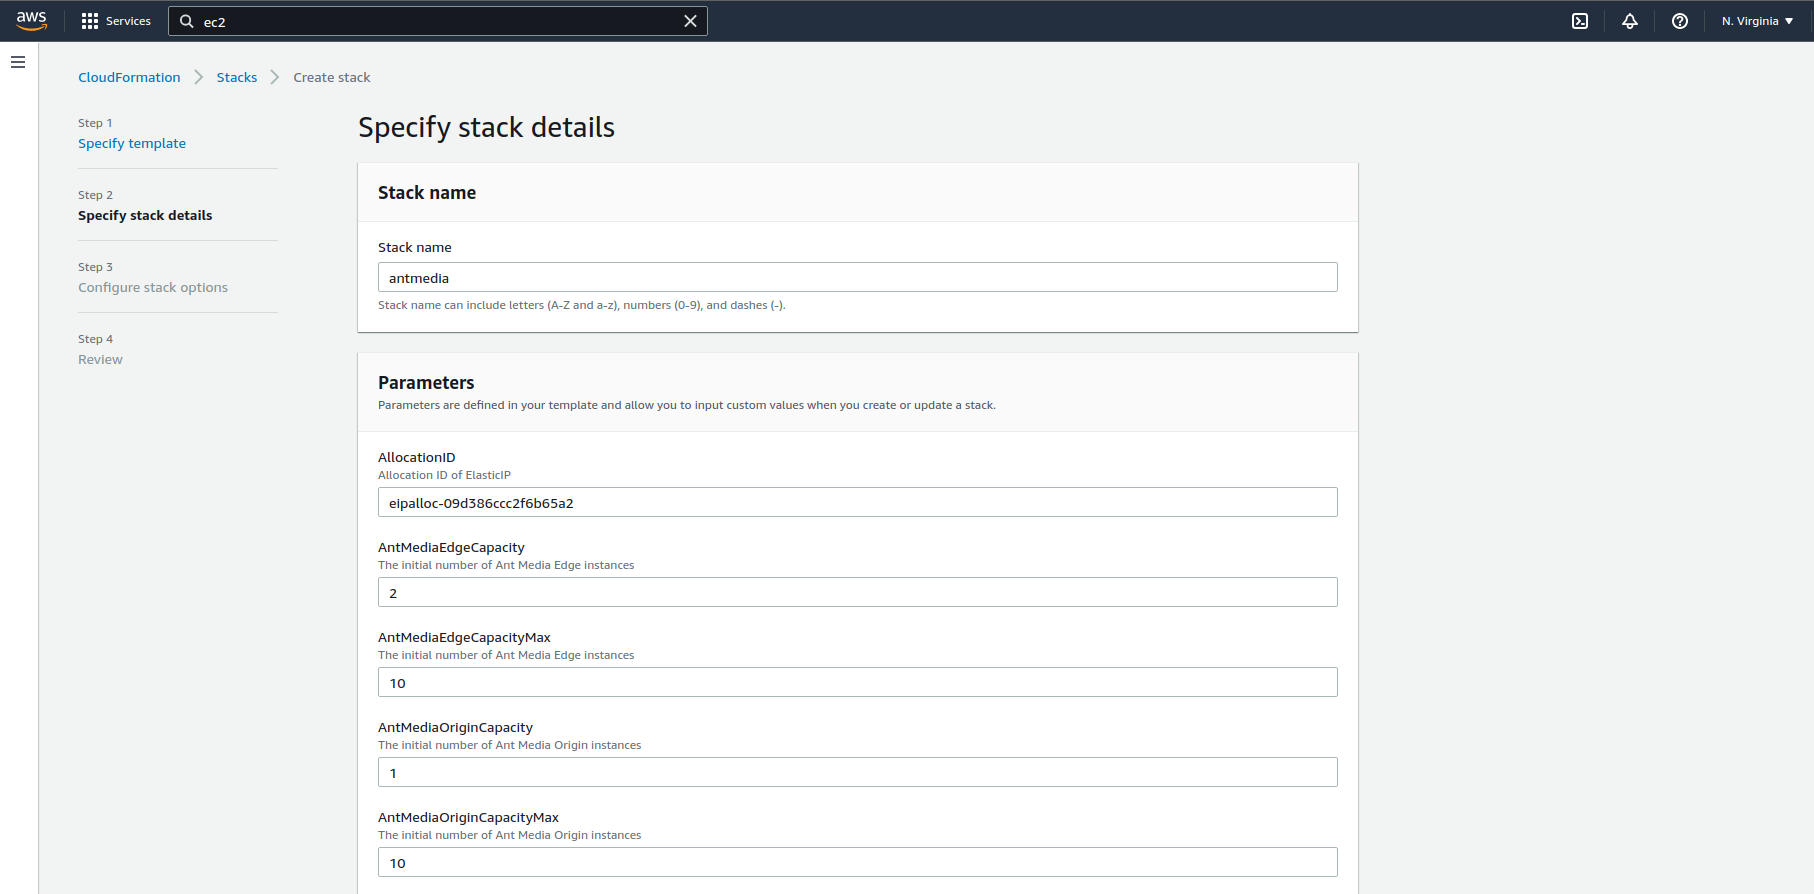 aws
Services
ec2
N. Virginia
CloudFormation
Stacks
Create stack
Step 1
Specify template
Step 2
Specify stack details
Step 3
Configure stack options
Step 4
Review
Specify stack details
Stack name
Stack name
antmedia
Stack name can include letters (A-Z and a-z), numbers (0-9), and dashes (-).
Parameters
Parameters are defined in your template and allow you to input custom values when you create or update a stack.
AllocationID
Allocation ID of ElasticIP
eipalloc-09d386ccc2f6b65a2
AntMediaEdgeCapacity
The initial number of Ant Media Edge instances
2
AntMediaEdgeCapacityMax
The initial number of Ant Media Edge instances
10
AntMediaOriginCapacity
The initial number of Ant Media Origin instances
1
AntMediaOriginCapacityMax
The initial number of Ant Media Origin instances
10